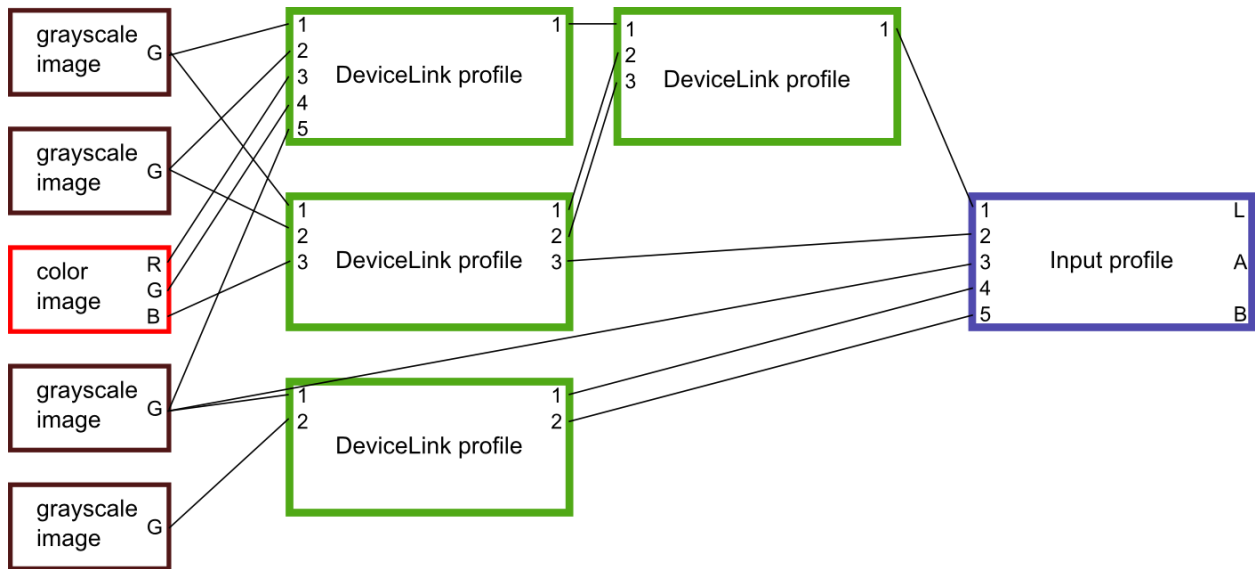 grayscale
image
G
1
2
3
4
5
DeviceLink profile
1
1
2
3
DeviceLink profile
1
grayscale
image
G
1
2
3
DeviceLink profile
1
2
3
1
2
3
4
5
Input profile
L
A
B
color
image
R
G
B
grayscale
image
G
1
2
DeviceLink profile
1
2
grayscale
image
G